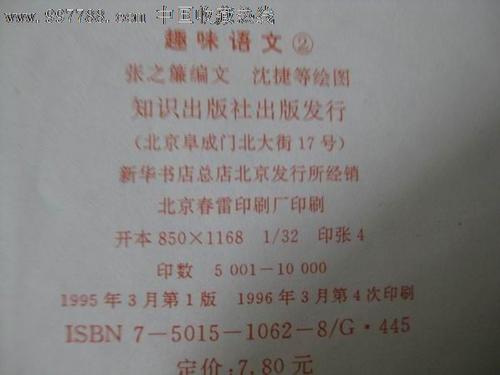 www.997788.com 中国收藏热线
趣味语文②
张之簾编文 沈捷等绘图
知识出版社出版发行
(北京阜成门北大街17号)
新华书店总店北京发行所经销
北京春雷印刷厂印刷
开本 850×1168 1/32 印张 4
印数 5 001-10 000
1995年3月第1版 1996年3月第4次印刷
ISBN 7-5015-1062-8/G·445
定价:7.80元